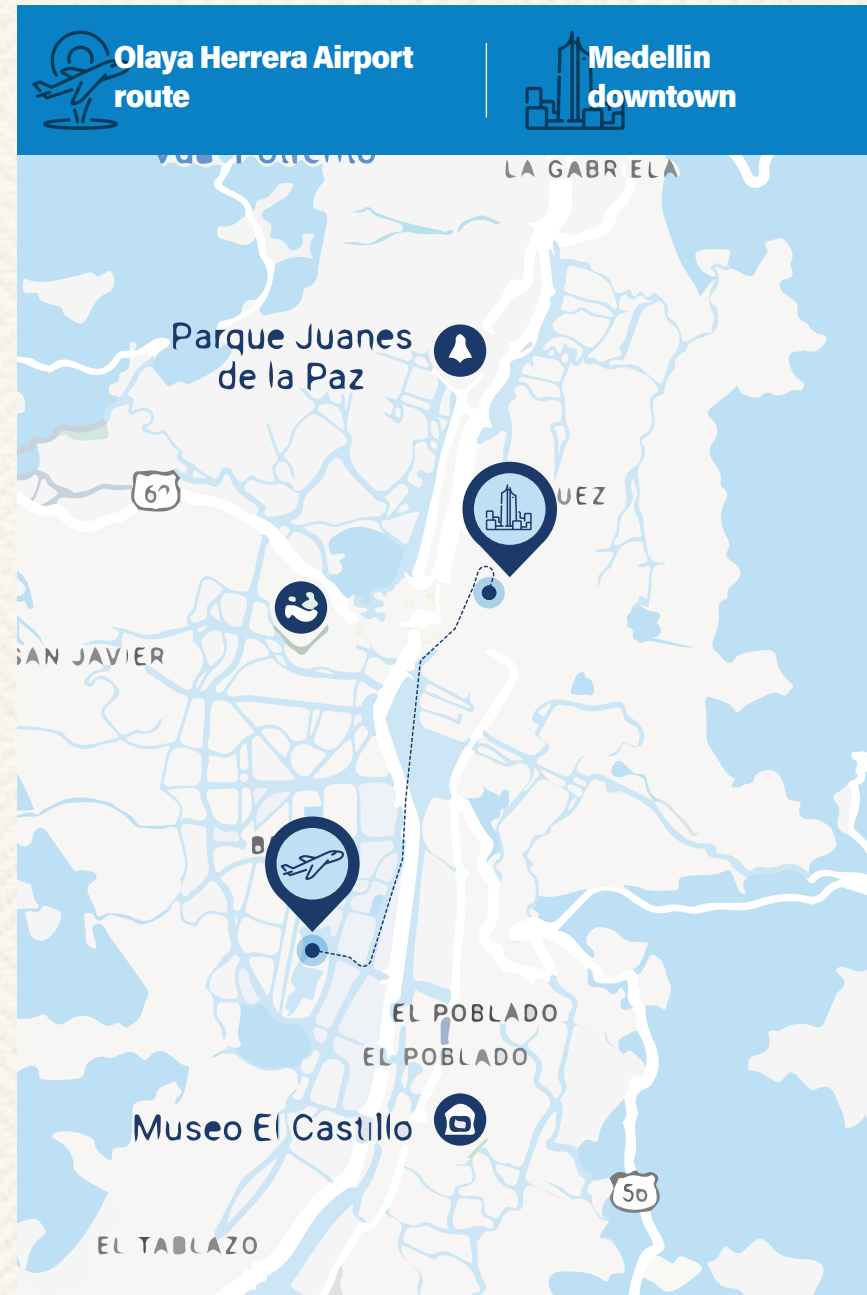 Olaya Herrera Airport
route
Medellin
downtown
LA GABRIELA
Parque Juanes
de la Paz
UEZ
SAN JAVIER
EL POBLADO
EL POBLADO
Museo El Castillo
50
EL TABLAZO